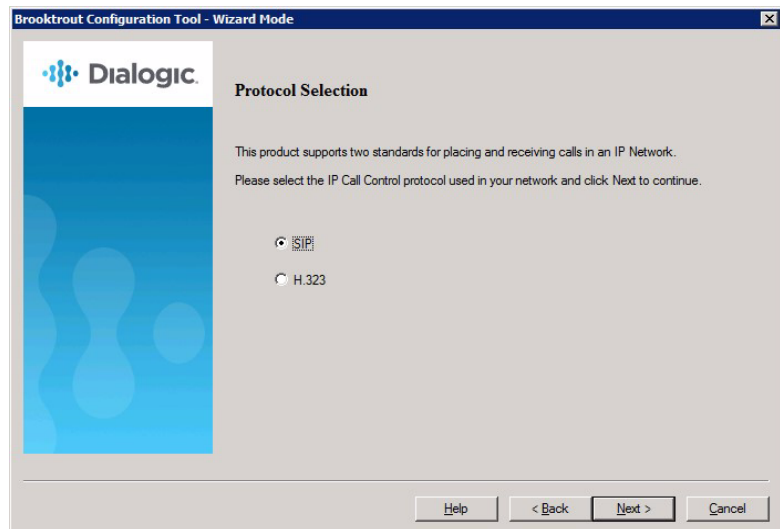 Brooktrout Configuration Tool - Wizard Mode
Dialogic.
Protocol Selection
This product supports two standards for placing and receiving calls in an IP Network.
Please select the IP Call Control protocol used in your network and click Next to continue.
SIP
H.323
Help
< Back
Next >
Cancel